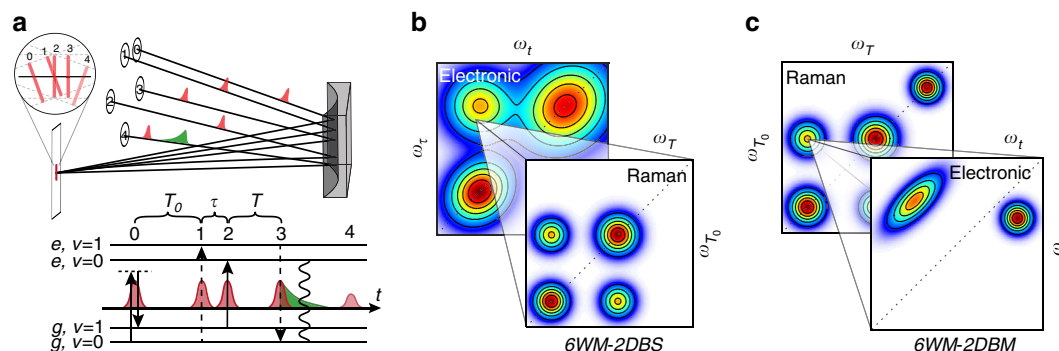 a
0
1
2
3
4
0
1
3
2
4
T0
τ
T
0
1
2
3
4
e, v=1
e, v=0
t
g, v=1
g, v=0
b
ωt
Electronic
ωτ
ωT
Raman
ωT0
6WM-2DBS
c
ωT
Raman
ωT0
ωt
Electronic
6WM-2DBM